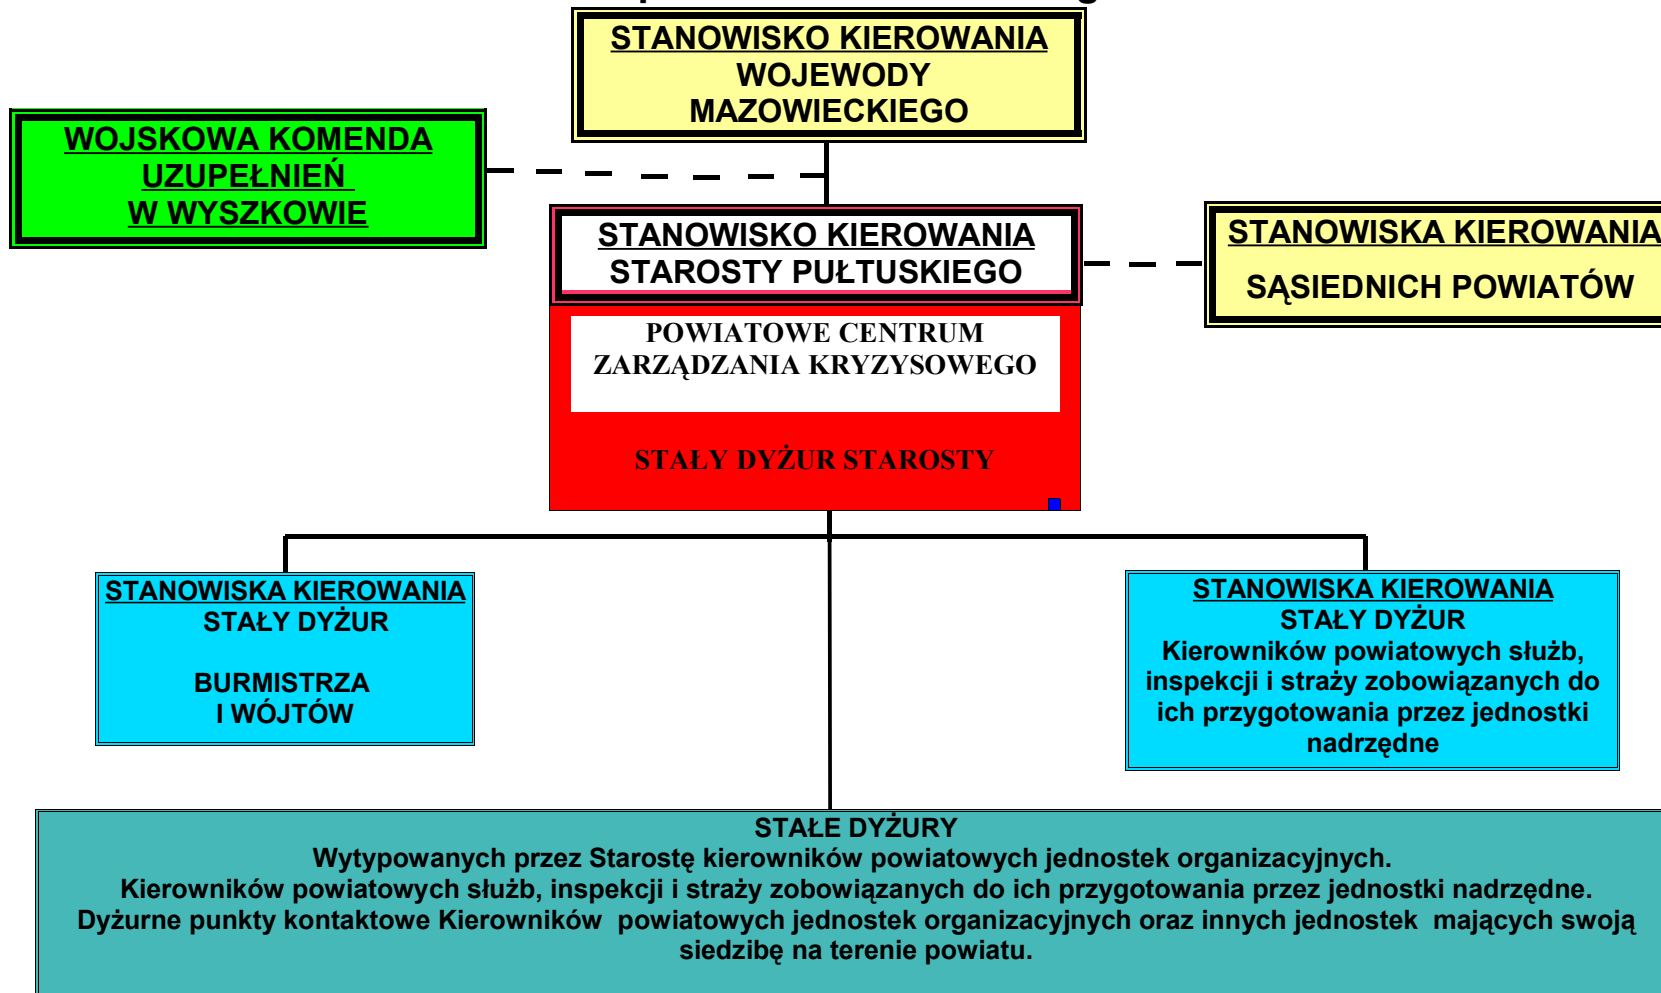 STANOWISKO KIEROWANIA
WOJEWODY
MAZOWIECKIEGO
WOJSKOWA KOMENDA
UZUPEŁNIEŃ
W WYSZKOWIE
STANOWISKO KIEROWANIA
STAROSTY PUŁTUSKIEGO
STANOWISKA KIEROWANIA
SĄSIEDNICH POWIATÓW
POWIATOWE CENTRUM
ZARZĄDZANIA KRYZYSOWEGO
STAŁY DYŻUR STAROSTY
STANOWISKA KIEROWANIA
STAŁY DYŻUR
BURMISTRZA
I WÓJTÓW
STANOWISKA KIEROWANIA
STAŁY DYŻUR
Kierowników powiatowych służb,
inspekcji i straży zobowiązanych do
ich przygotowania przez jednostki
nadrzędne
STAŁE DYŻURY
Wytypowanych przez Starostę kierowników powiatowych jednostek organizacyjnych.
Kierowników powiatowych służb, inspekcji i straży zobowiązanych do ich przygotowania przez jednostki nadrzędne.
Dyżurne punkty kontaktowe Kierowników powiatowych jednostek organizacyjnych oraz innych jednostek mających swoją
siedzibę na terenie powiatu.